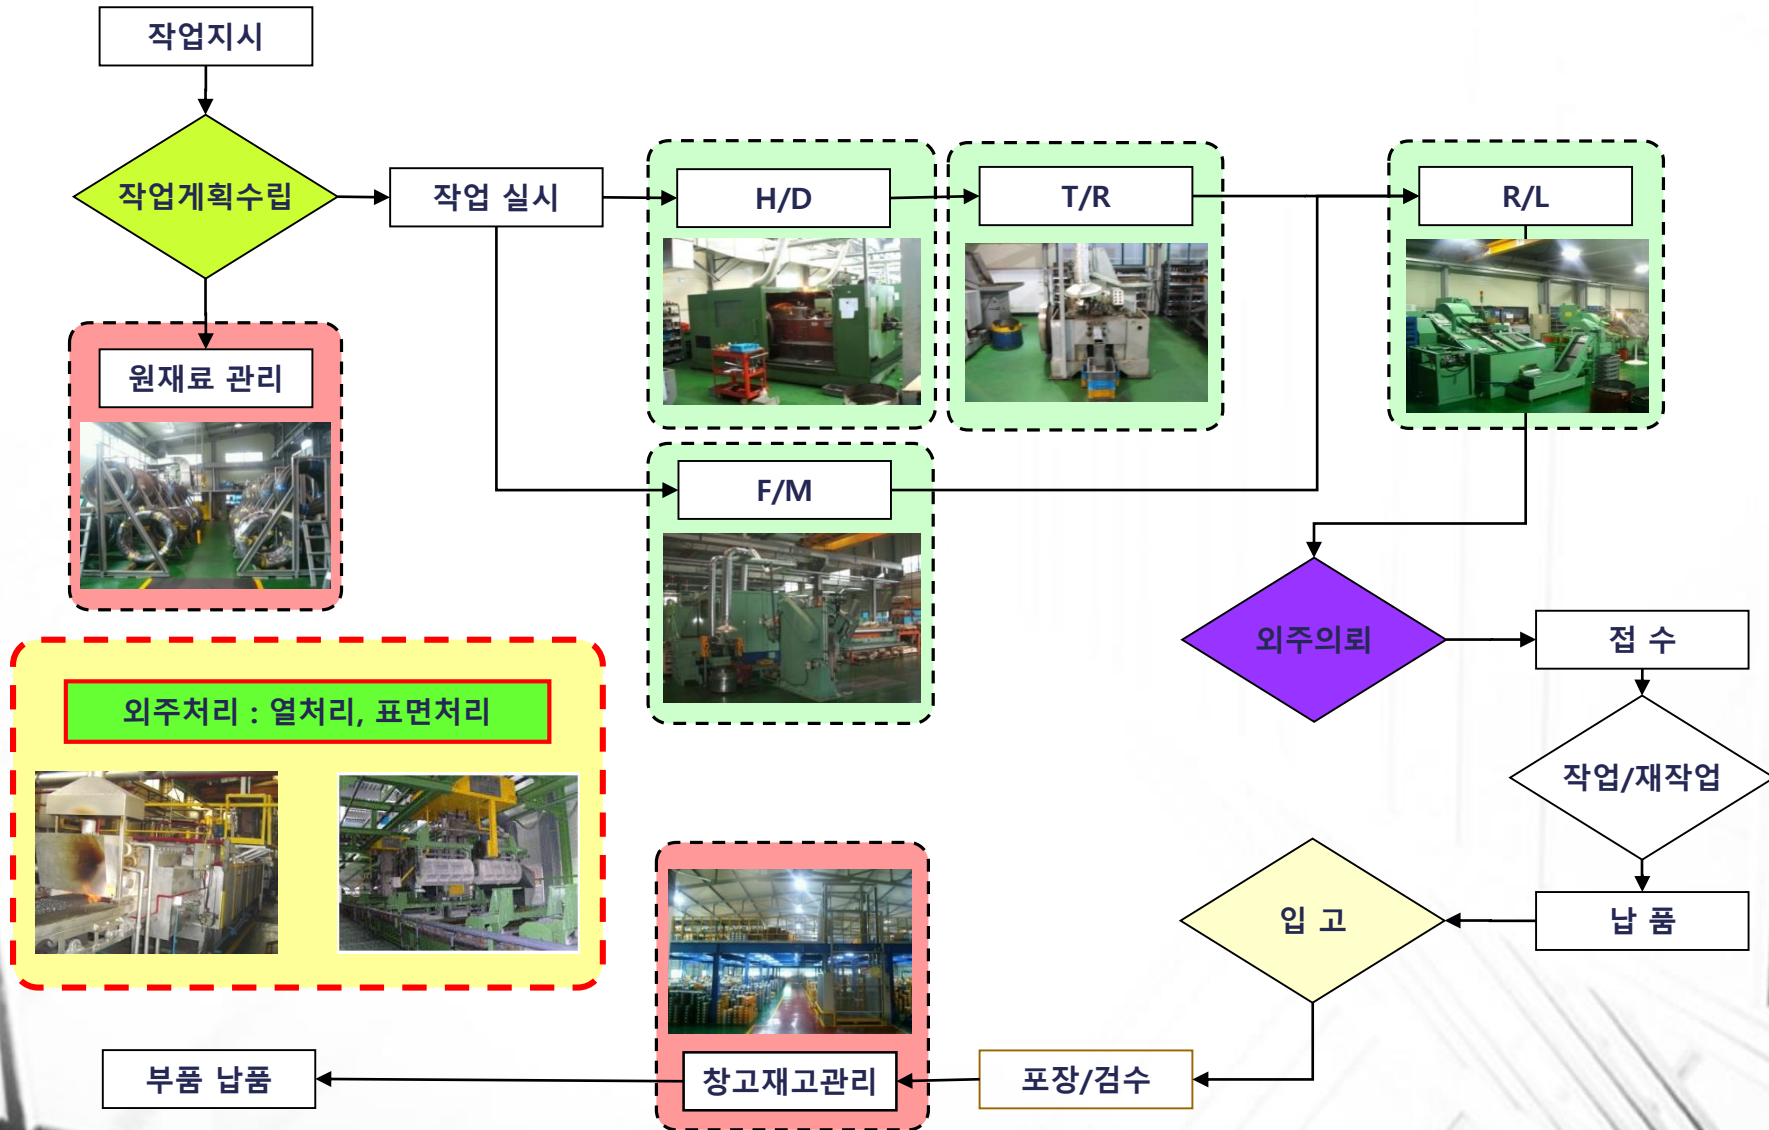 작업지시
작업게획수립
작업 실시
H/D
T/R
R/L
원재료 관리
F/M
외주의뢰
접 수
외주처리 : 열처리, 표면처리
작업/재작업
입 고
납 품
부품 납품
창고재고관리
포장/검수